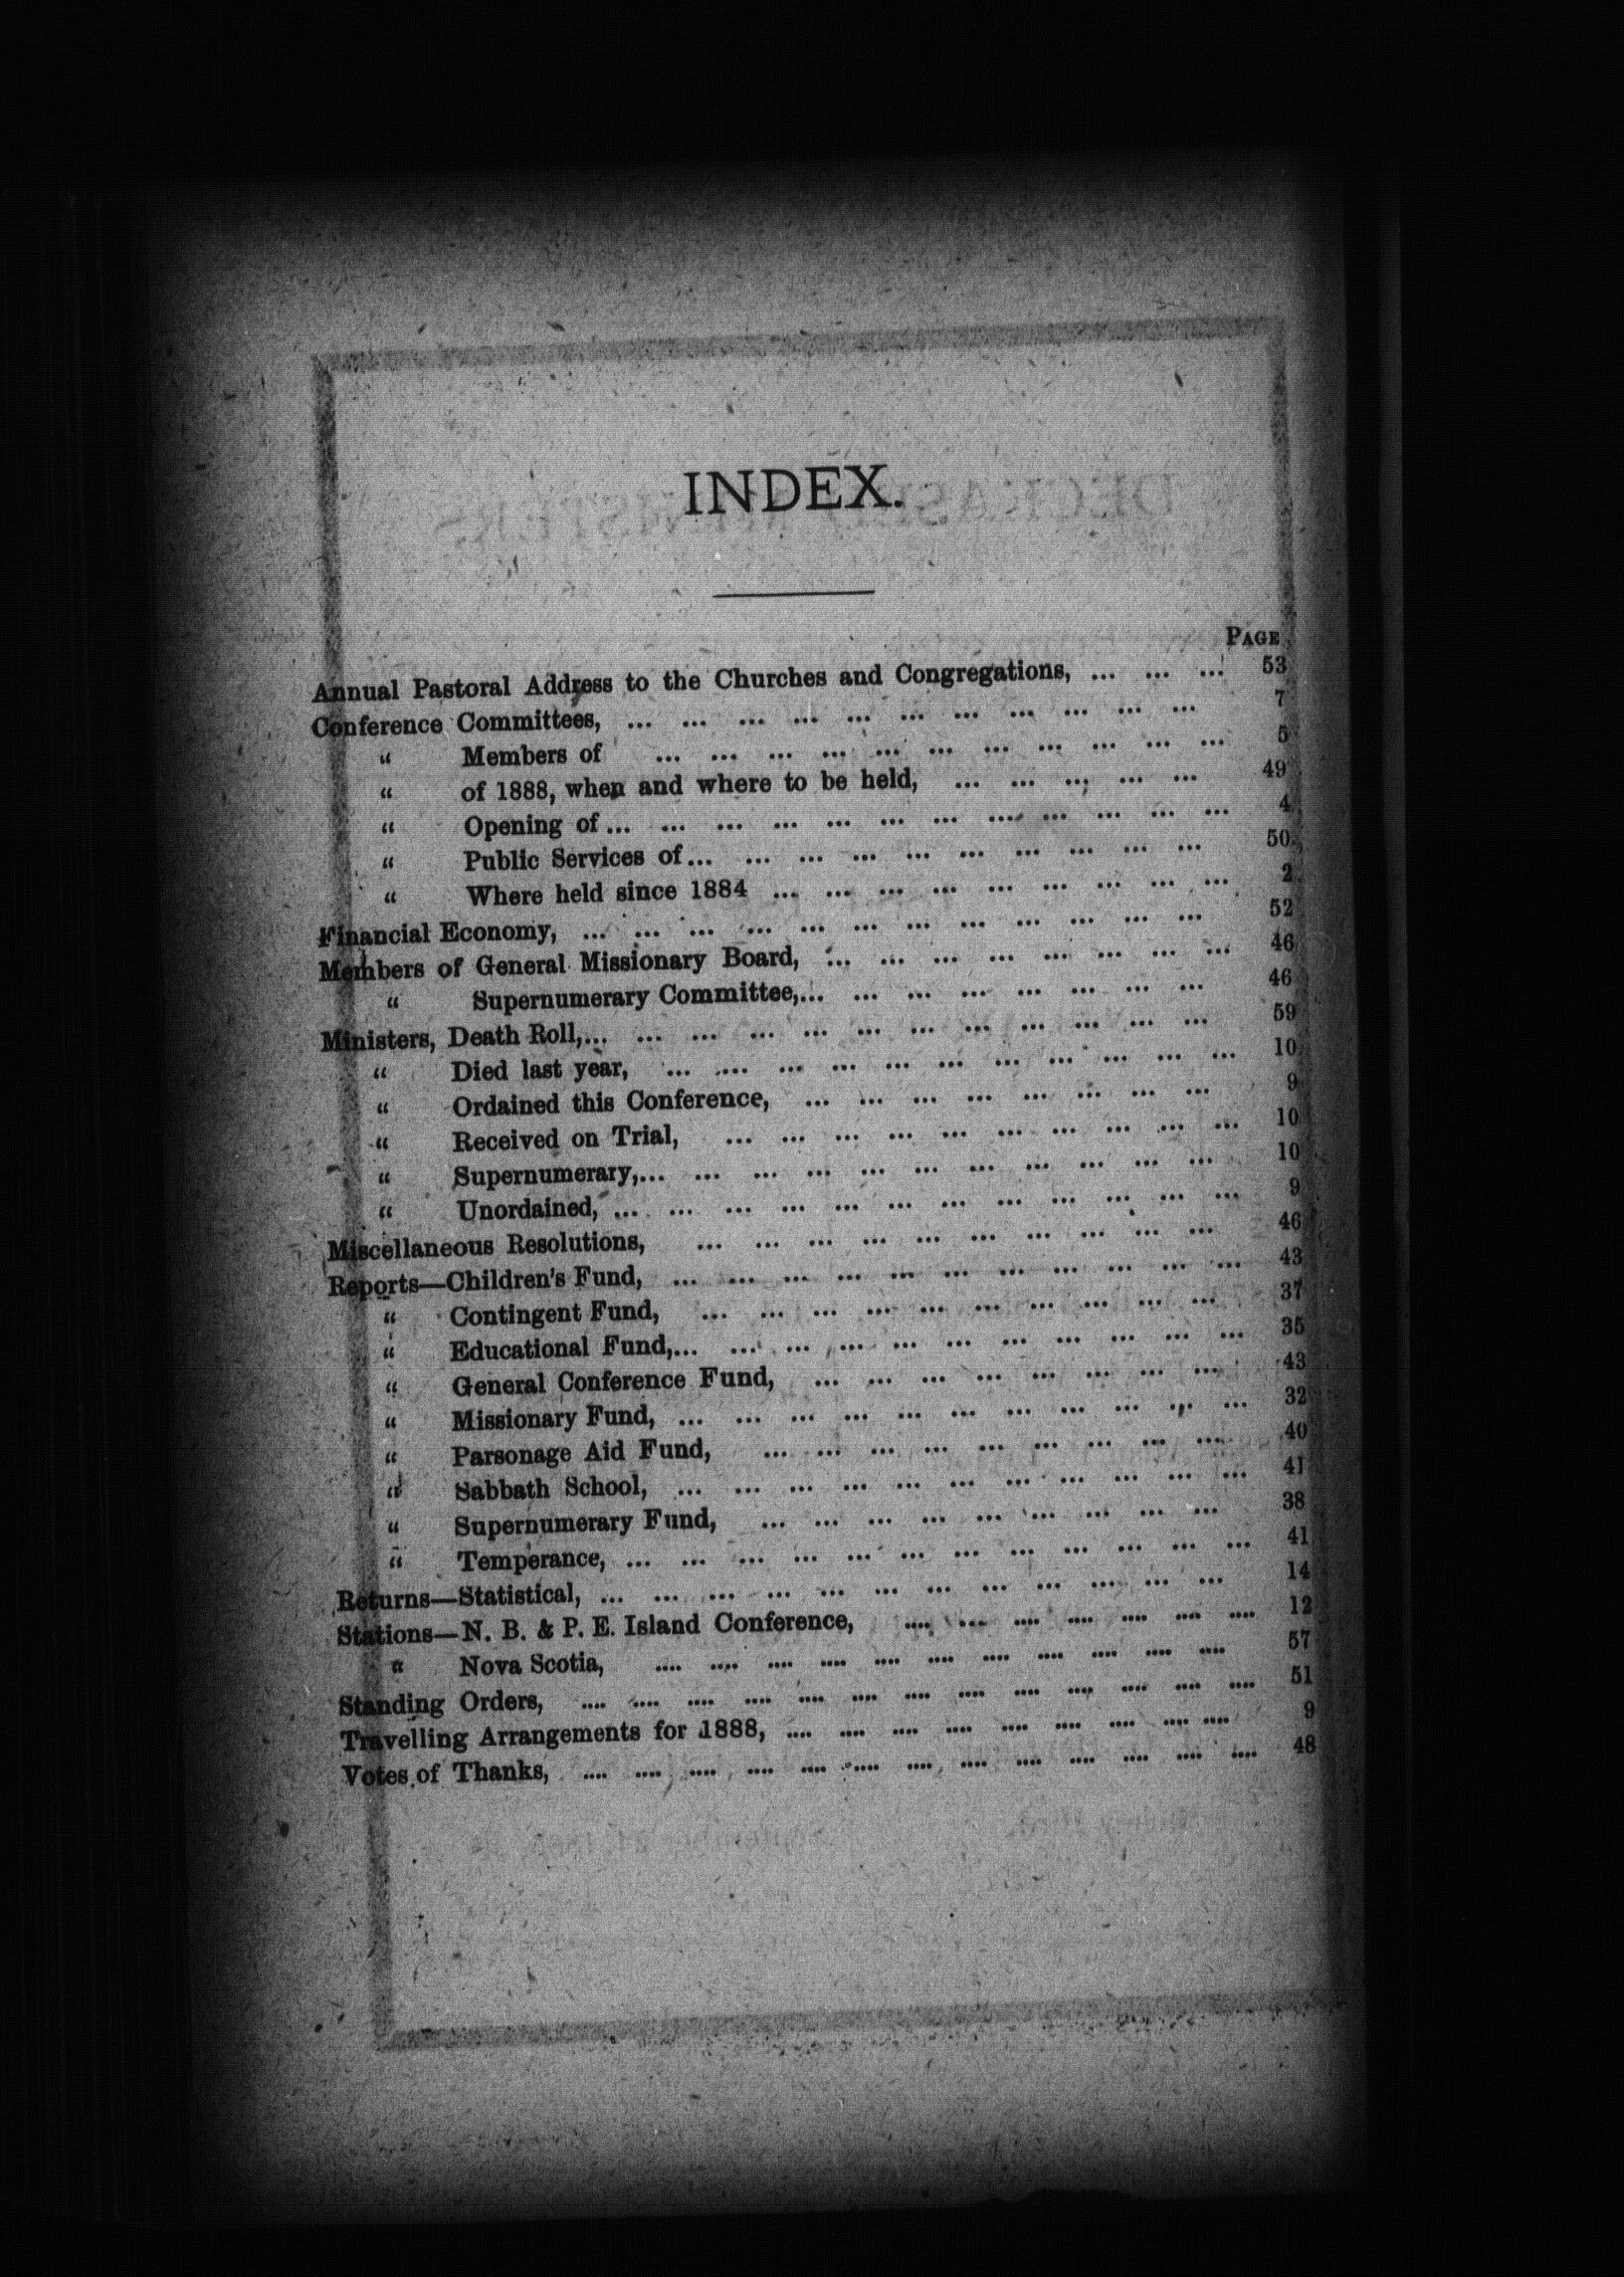 INDEX.
PAGE
Annual Pastoral Address to the Churches and Congregations, ... ... ... 53
Conference Committees, ... ... ... ... ... ... ... ... ... ... ... 7
“ Members of ... ... ... ... ... ... ... ... ... ... ... 5
“ of 1888, when and where to be held, ... ... ... ... ... 49
“ Opening of ... ... ... ... ... ... ... ... ... ... ... ... 4
“ Public Services of ... ... ... ... ... ... ... ... ... ... 50
“ Where held since 1884 ... ... ... ... ... ... ... ... ... 2
Financial Economy, ... ... ... ... ... ... ... ... ... ... ... ... 52
Members of General Missionary Board, ... ... ... ... ... ... ... ... 46
“ Supernumerary Committee, ... ... ... ... ... ... ... ... 46
Ministers, Death Roll, ... ... ... ... ... ... ... ... ... ... ... ... 59
“ Died last year, ... ... ... ... ... ... ... ... ... ... ... 10
“ Ordained this Conference, ... ... ... ... ... ... ... ... 9
“ Received on Trial, ... ... ... ... ... ... ... ... ... ... 10
“ Supernumerary, ... ... ... ... ... ... ... ... ... ... ... 10
“ Unordained, ... ... ... ... ... ... ... ... ... ... ... ... 9
Miscellaneous Resolutions, ... ... ... ... ... ... ... ... ... ... 46
Reports—Children's Fund, ... ... ... ... ... ... ... ... ... ... ... 43
“ Contingent Fund, ... ... ... ... ... ... ... ... ... ... 37
“ Educational Fund, ... ... ... ... ... ... ... ... ... ... ... 35
“ General Conference Fund, ... ... ... ... ... ... ... ... 43
“ Missionary Fund, ... ... ... ... ... ... ... ... ... ... ... 32
“ Parsonage Aid Fund, ... ... ... ... ... ... ... ... ... 40
“ Sabbath School, ... ... ... ... ... ... ... ... ... ... ... 41
“ Supernumerary Fund, ... ... ... ... ... ... ... ... ... 38
“ Temperance, ... ... ... ... ... ... ... ... ... ... ... ... 41
Returns—Statistical, ... ... ... ... ... ... ... ... ... ... ... ... 14
Stations—N. B. & P. E. Island Conference, .... .... .... .... .... .... .... 12
“ Nova Scotia, .... .... .... .... .... .... .... .... .... .... .... 57
Standing Orders, .... .... .... .... .... .... .... .... .... .... .... .... .... 51
Travelling Arrangements for 1888, .... .... .... .... .... .... .... .... .... 9
Votes of Thanks, .... .... .... .... .... .... .... .... .... .... .... .... .... 48